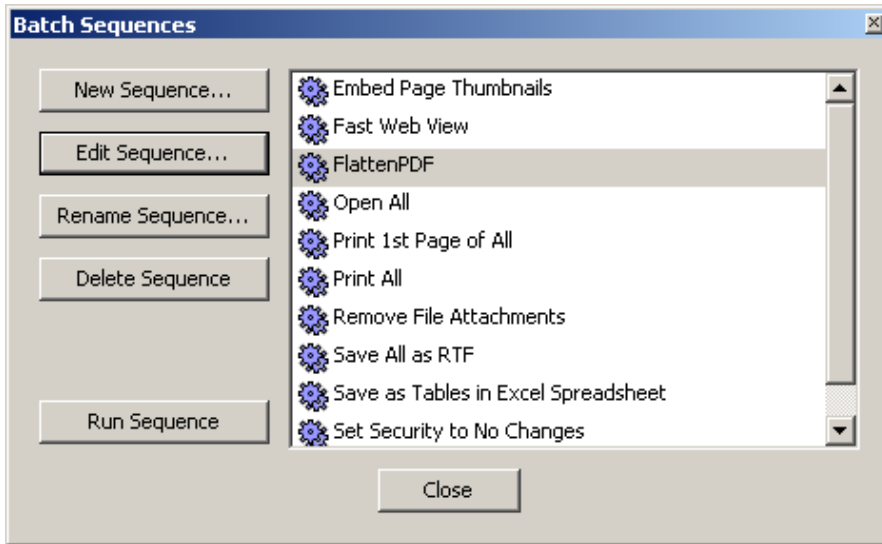 Batch Sequences
New Sequence...
Edit Sequence...
Rename Sequence...
Delete Sequence
Run Sequence
Embed Page Thumbnails
Fast Web View
FlattenPDF
Open All
Print 1st Page of All
Print All
Remove File Attachments
Save All as RTF
Save as Tables in Excel Spreadsheet
Set Security to No Changes
Close